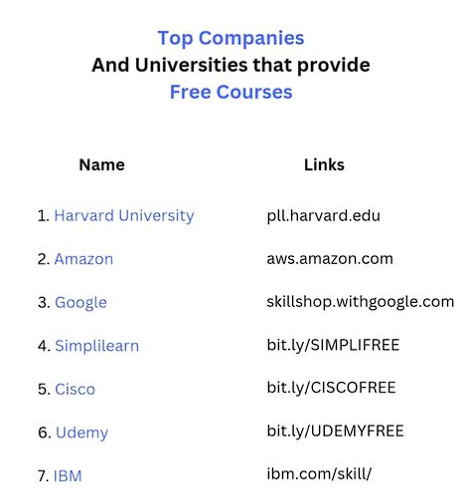 Top Companies
And Universities that provide
Free Courses
Name Links
1. Harvard University pll.harvard.edu
2. Amazon aws.amazon.com
3. Google skillshop.withgoogle.com
4. Simplilearn bit.ly/SIMPLIFREE
5. Cisco bit.ly/CISCOFREE
6. Udemy bit.ly/UDEMYFREE
7. IBM ibm.com/skill/